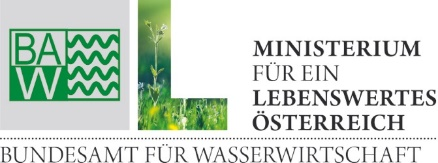 BA
W
MINISTERIUM
FÜR EIN
LEBENSWERTES
ÖSTERREICH
BUNDESAMT FÜR WASSERWIRTSCHAFT